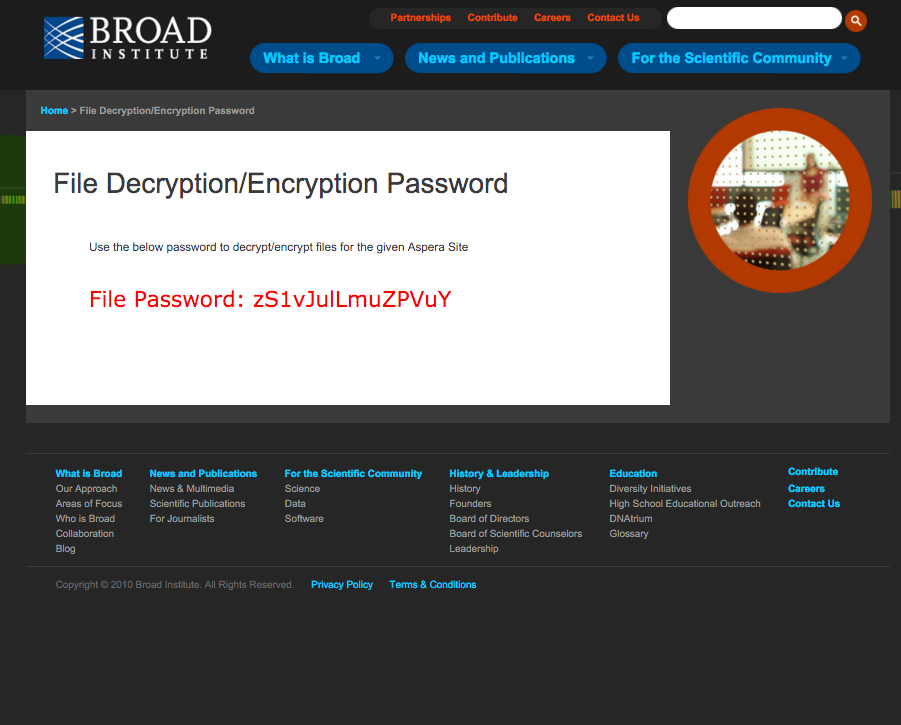 BROAD
INSTITUTE
Partnerships Contribute Careers Contact Us
What is Broad News and Publications For the Scientific Community
Home > File Decryption/Encryption Password
File Decryption/Encryption Password
Use the below password to decrypt/encrypt files for the given Aspera Site
File Password: zS1vJulLmuZPVuY
What is Broad
Our Approach
Areas of Focus
Who is Broad
Collaboration
Blog
News and Publications
News & Multimedia
Scientific Publications
For Journalists
For the Scientific Community
Science
Data
Software
History & Leadership
History
Founders
Board of Directors
Board of Scientific Counselors
Leadership
Education
Diversity Initiatives
High School Educational Outreach
DNAtrium
Glossary
Contribute
Careers
Contact Us
Copyright © 2010 Broad Institute. All Rights Reserved. Privacy Policy Terms & Conditions